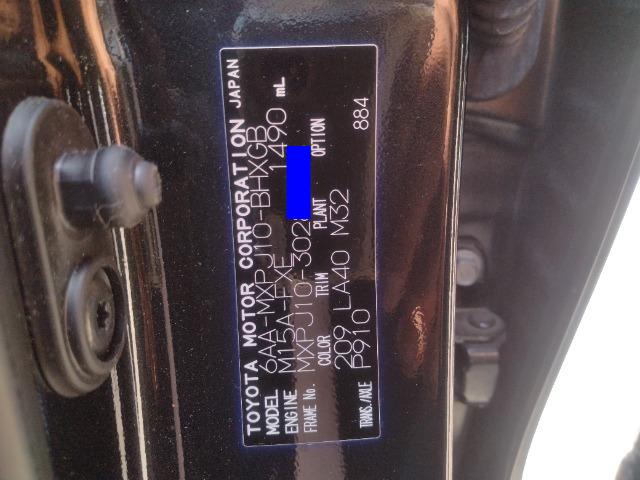 TOYOTA MOTOR CORPORATION JAPAN
MODEL 6AA-MXPJ10-BHXGB
ENGINE M15A-FXE 1490 mL
FRAME No. MXPJ10-302
COLOR TRIM PLANT OPTION
209 LA40 M32
TRANS./AXLE P910 884